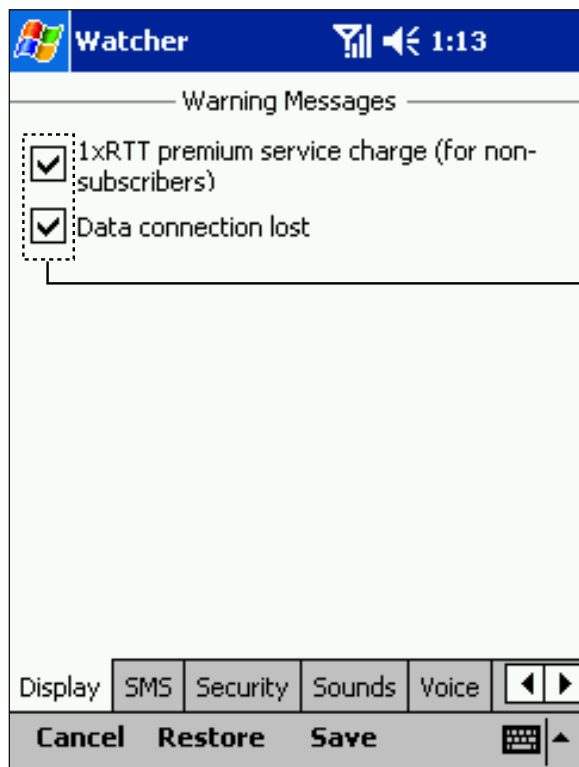 Watcher 1:13
Warning Messages
1xRTT premium service charge (for non-
subscribers)
Data connection lost
Display SMS Security Sounds Voice
Cancel Restore Save